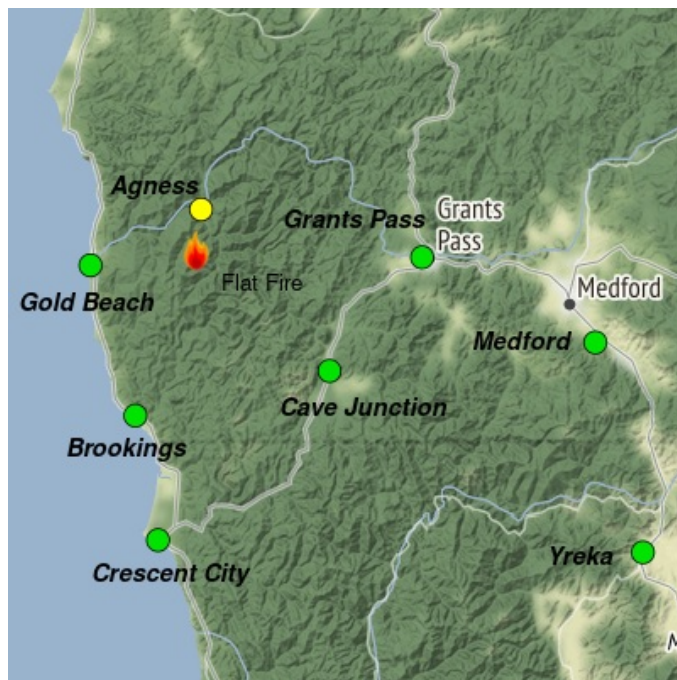 Agness
Grants Pass
Grants
Pass
Flat Fire
Medford
Gold Beach
Medford
Cave Junction
Brookings
Yreka
Crescent City
M